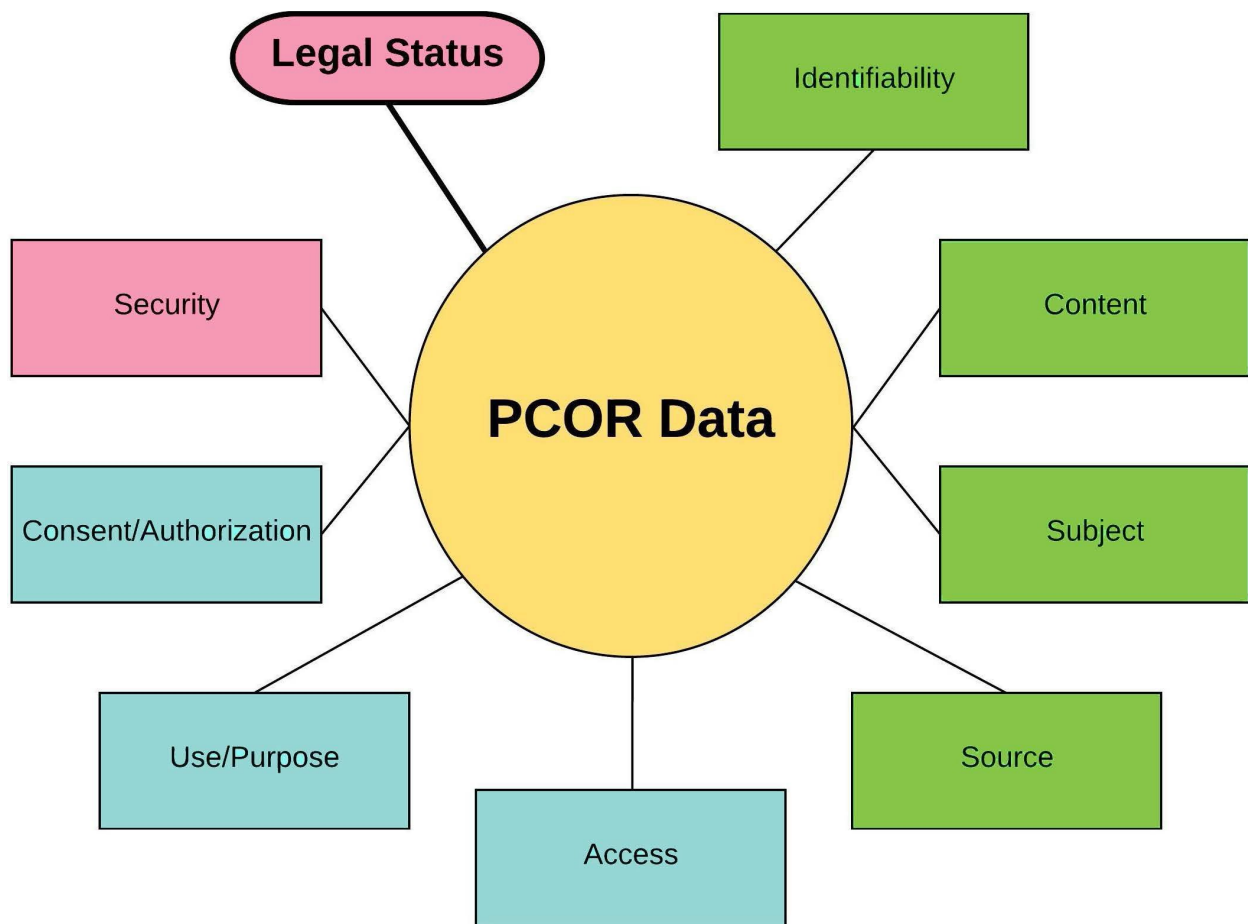 Legal Status
Identifiability
Security
Content
PCOR Data
Consent/Authorization
Subject
Use/Purpose
Source
Access